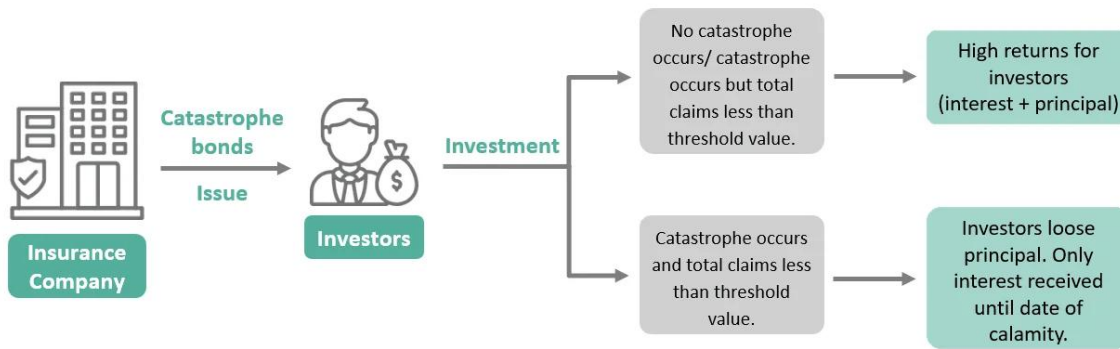 Insurance
Company
Catastrophe
bonds
Issue
$
Investors
Investment
No catastrophe
occurs/ catastrophe
occurs but total
claims less than
threshold value.
High returns for
investors
(interest + principal)
Catastrophe occurs
and total claims less
than threshold
value.
Investors loose
principal. Only
interest received
until date of
calamity.